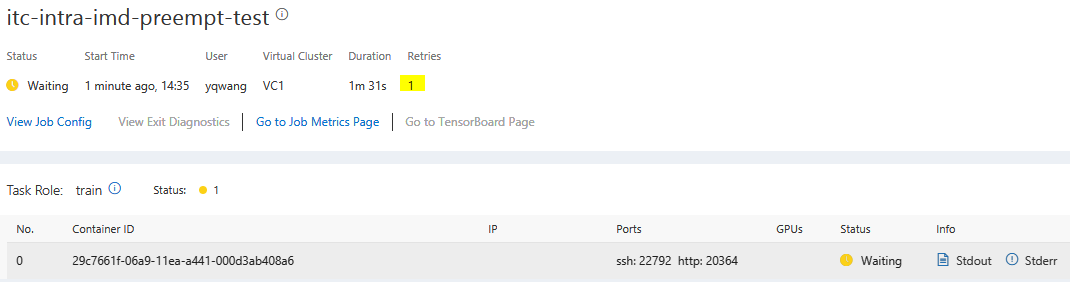 itc-intra-imd-preempt-test
Status Start Time User Virtual Cluster Duration Retries
Waiting 1 minute ago, 14:35 yqwang VC1 1m 31s 1
View Job Config View Exit Diagnostics Go to Job Metrics Page Go to TensorBoard Page
Task Role: train Status: 1
No. Container ID IP Ports GPUs Status Info
0 29c7661f-06a9-11ea-a441-000d3ab408a6 ssh: 22792 http: 20364 Waiting Stdout Stderr